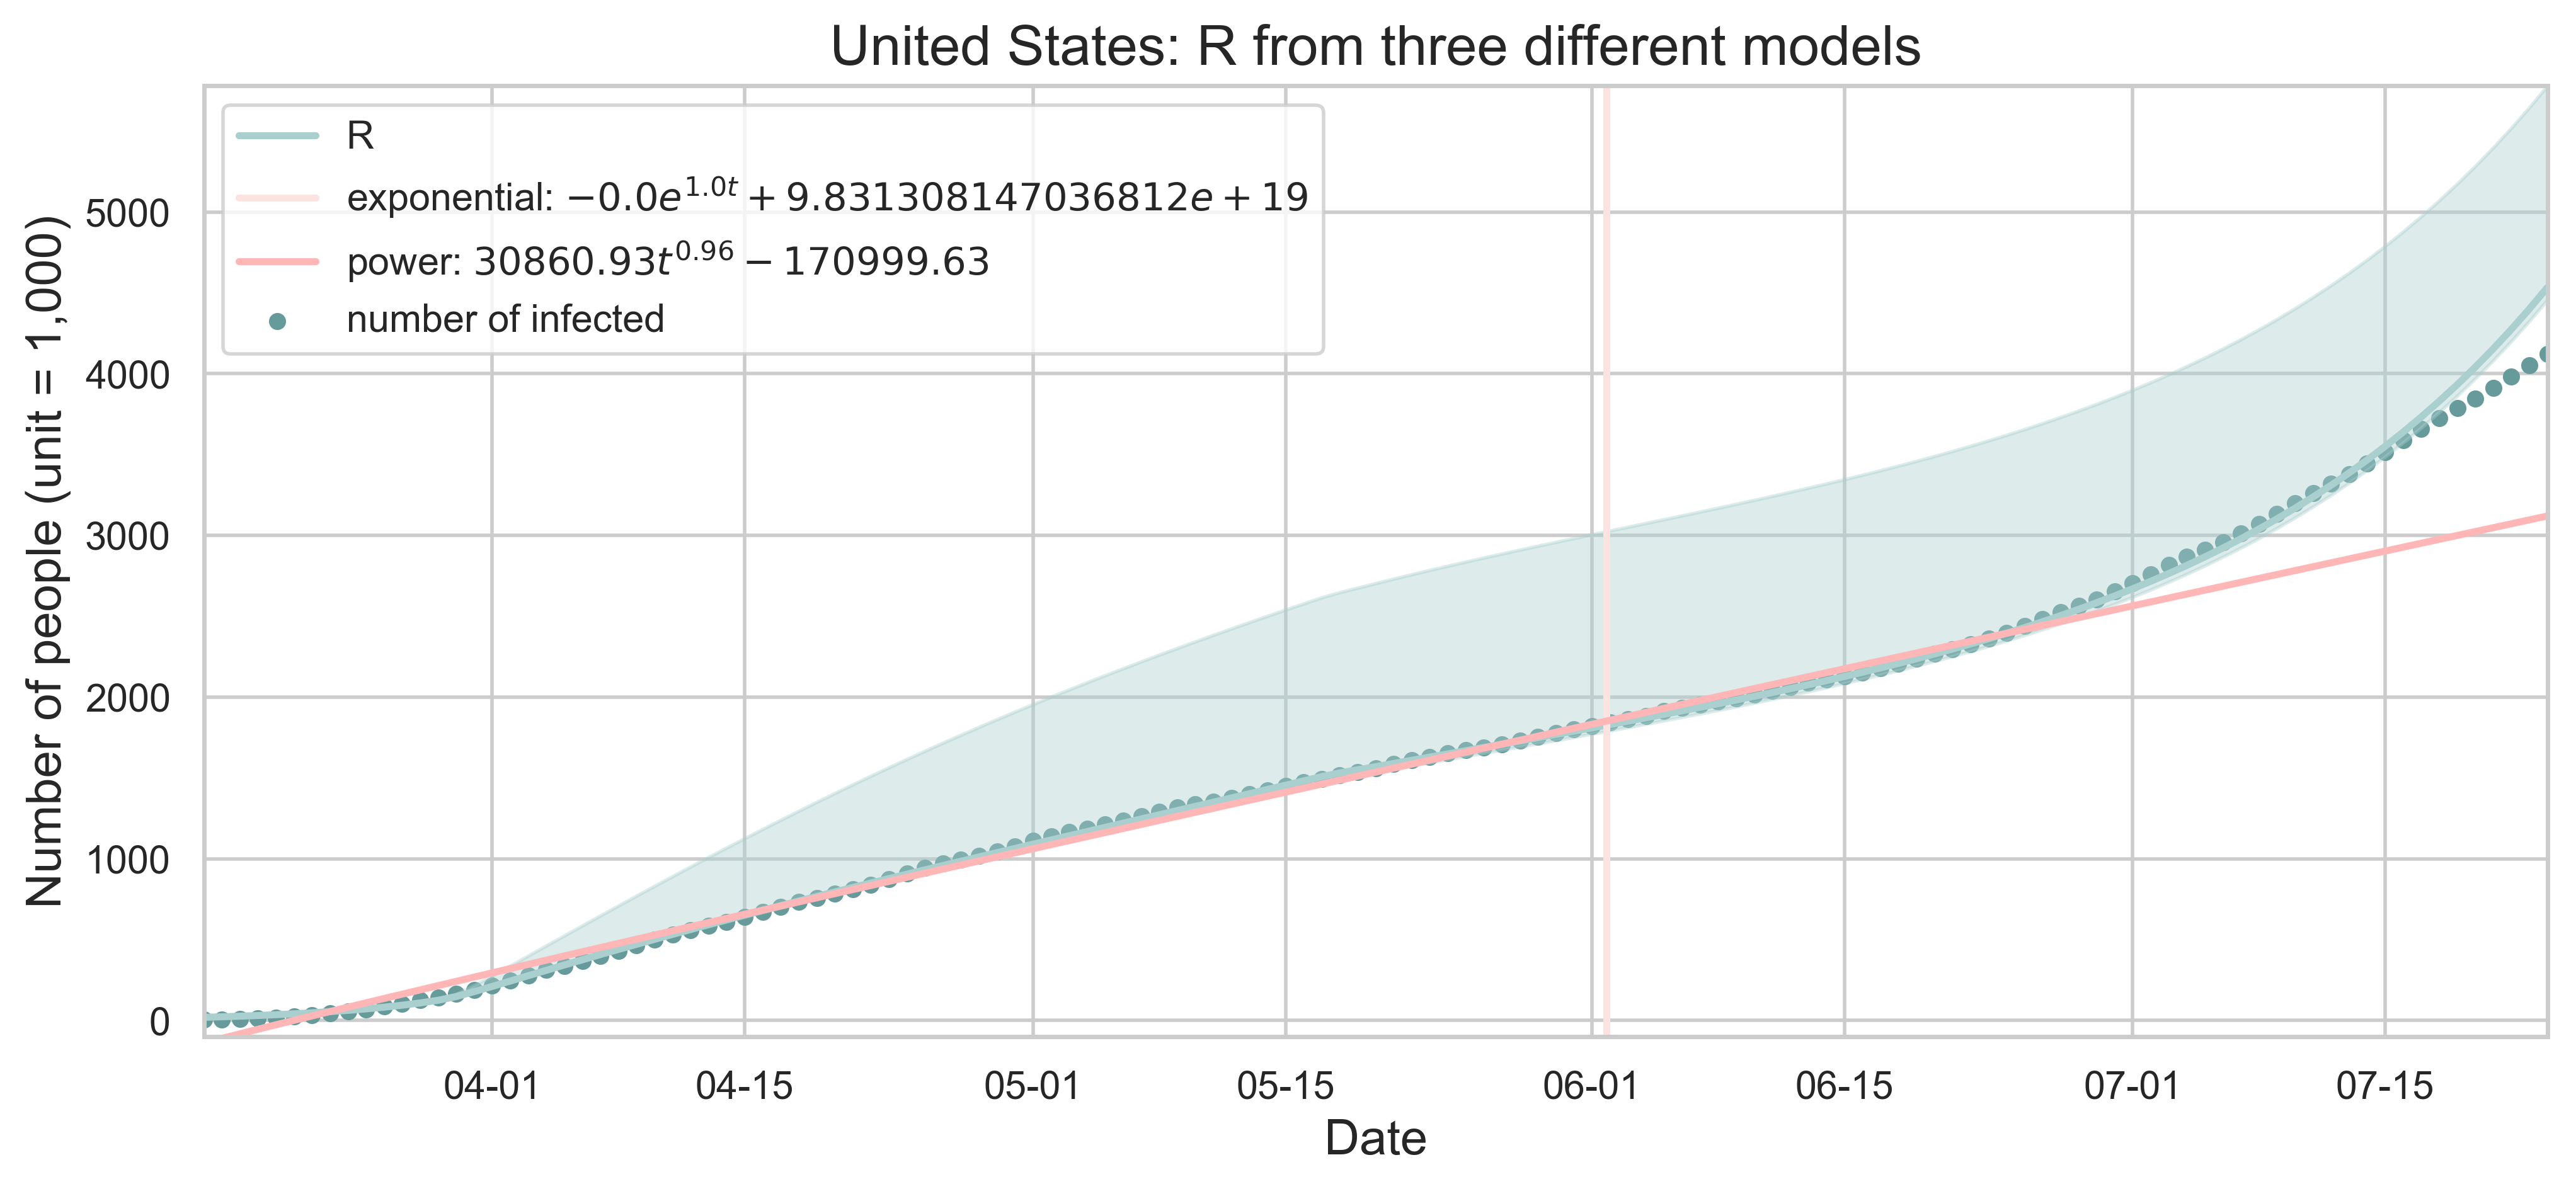 United States: R from three different models
R
exponential: −0.0e^{1.0t} + 9.831308147036812e + 19
power: 30860.93t^{0.96} − 170999.63
number of infected
Number of people (unit = 1,000)
5000
4000
3000
2000
1000
0
04-01 04-15 05-01 05-15 06-01 06-15 07-01 07-15
Date